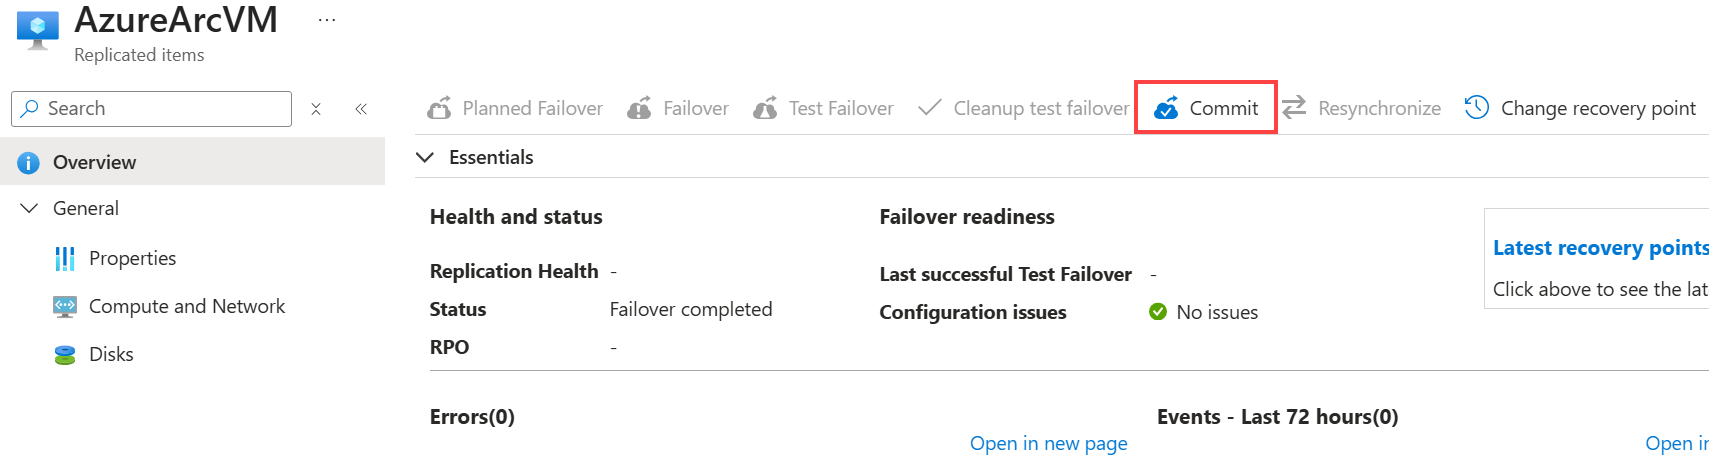 AzureArcVM
...
Replicated items
Search
Planned Failover
Failover
Test Failover
Cleanup test failover
Commit
Resynchronize
Change recovery point
Overview
General
Properties
Compute and Network
Disks
Essentials
Health and status
Replication Health -
Status Failover completed
RPO -
Failover readiness
Last successful Test Failover -
Configuration issues No issues
Latest recovery points
Click above to see the lat
Errors(0)
Open in new page
Events - Last 72 hours(0)
Open in